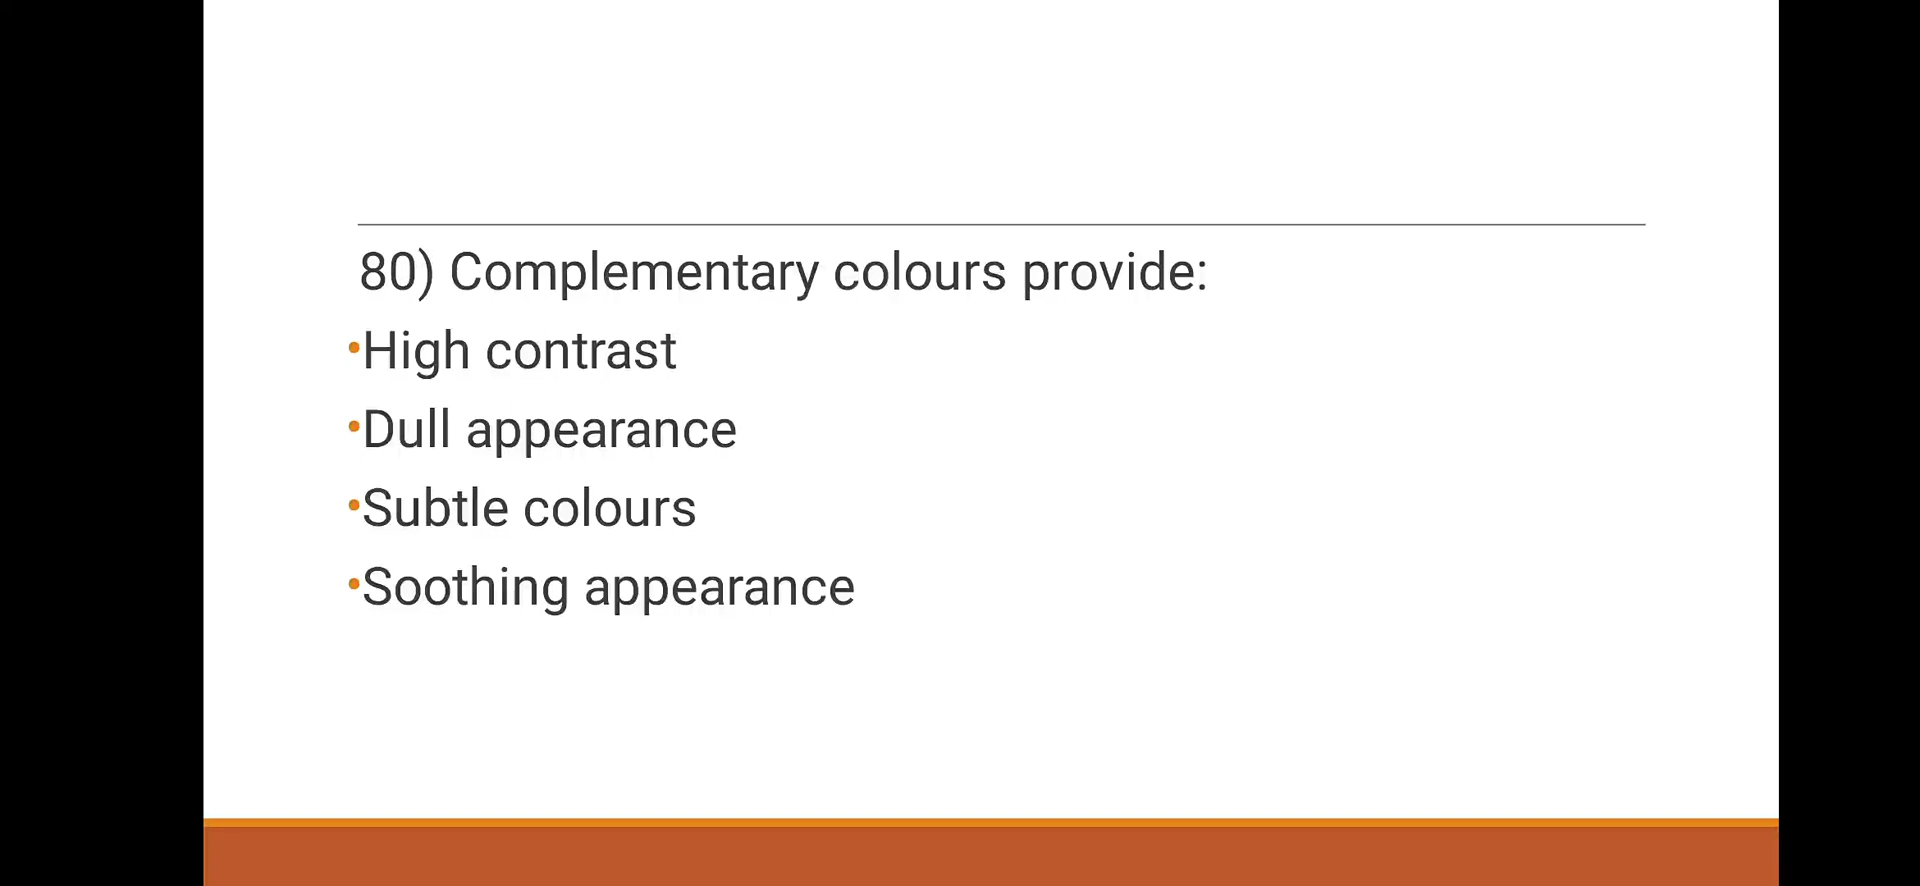 80) Complementary colours provide:
•High contrast
•Dull appearance
•Subtle colours
•Soothing appearance